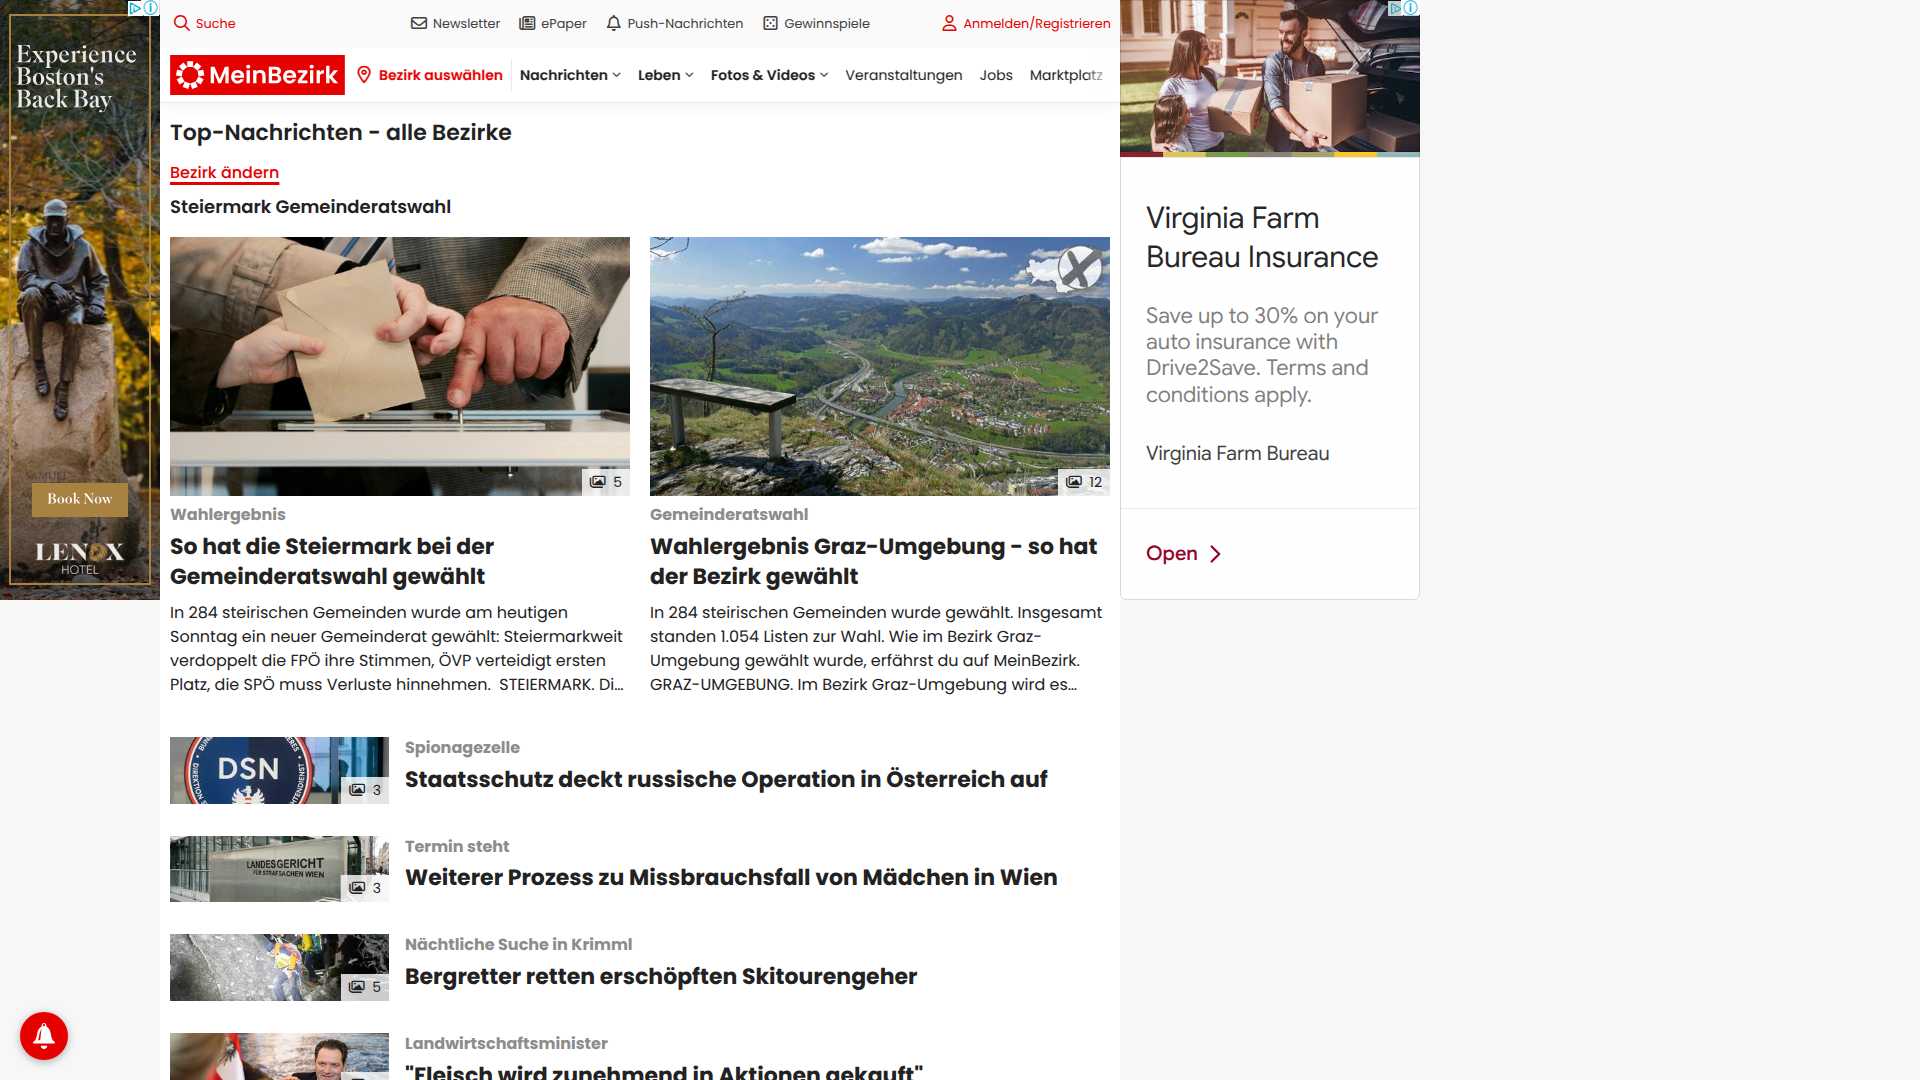 Suche
Newsletter
ePaper
Push-Nachrichten
Gewinnspiele
Anmelden/Registrieren
MeinBezirk
Bezirk auswählen
Nachrichten
Leben
Fotos & Videos
Veranstaltungen
Jobs
Marktplatz
Experience
Boston's
Back Bay
Book Now
LENOX
HOTEL
Top-Nachrichten - alle Bezirke
Bezirk ändern
Steiermark Gemeinderatswahl
5
Wahlergebnis
So hat die Steiermark bei der
Gemeinderatswahl gewählt
In 284 steirischen Gemeinden wurde am heutigen
Sonntag ein neuer Gemeinderat gewählt: Steiermarkweit
verdoppelt die FPÖ ihre Stimmen, ÖVP verteidigt ersten
Platz, die SPÖ muss Verluste hinnehmen.  STEIERMARK. Di...
12
Gemeinderatswahl
Wahlergebnis Graz-Umgebung - so hat
der Bezirk gewählt
In 284 steirischen Gemeinden wurde gewählt. Insgesamt
standen 1.054 Listen zur Wahl. Wie im Bezirk Graz-
Umgebung gewählt wurde, erfährst du auf MeinBezirk.
GRAZ-UMGEBUNG. Im Bezirk Graz-Umgebung wird es...
DSN
3
Spionagezelle
Staatsschutz deckt russische Operation in Österreich auf
LANDESGERICHT
FÜR STRAFSACHEN WIEN
3
Termin steht
Weiterer Prozess zu Missbrauchsfall von Mädchen in Wien
5
Nächtliche Suche in Krimml
Bergretter retten erschöpften Skitourengeher
Landwirtschaftsminister
"Fleisch wird zunehmend in Aktionen gekauft"
Virginia Farm
Bureau Insurance
Save up to 30% on your
auto insurance with
Drive2Save. Terms and
conditions apply.
Virginia Farm Bureau
Open